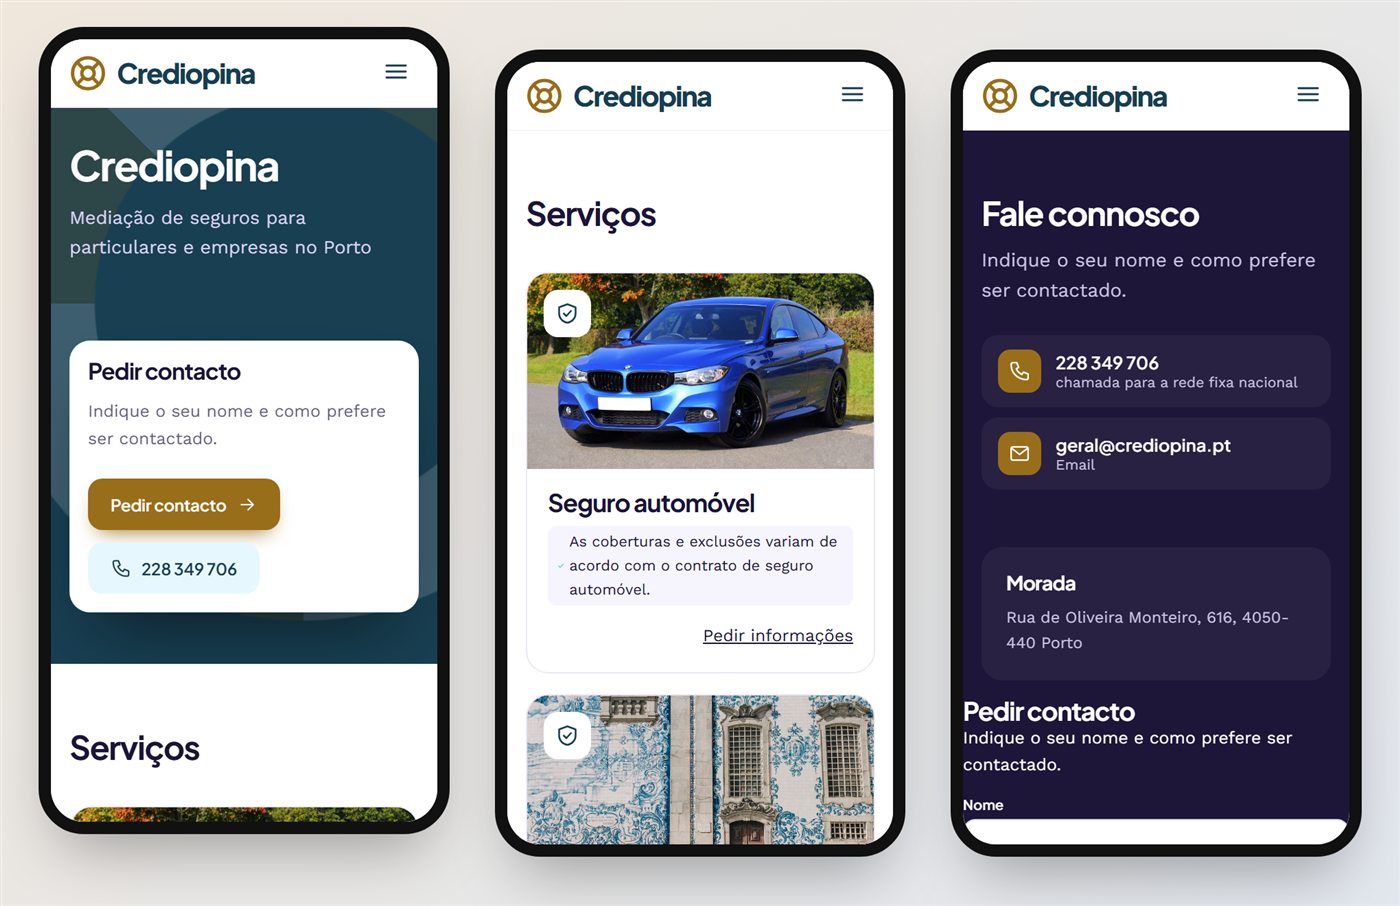 Crediopina
Crediopina
Mediação de seguros para
particulares e empresas no Porto
Pedir contacto
Indique o seu nome e como prefere
ser contactado.
Pedir contacto
228 349 706
Serviços
Crediopina
Serviços
Seguro automóvel
As coberturas e exclusões variam de
acordo com o contrato de seguro
automóvel.
Pedir informações
Crediopina
Fale connosco
Indique o seu nome e como prefere
ser contactado.
228 349 706
chamada para a rede fixa nacional
geral@crediopina.pt
Email
Morada
Rua de Oliveira Monteiro, 616, 4050-
440 Porto
Pedir contacto
Indique o seu nome e como prefere ser
contactado.
Nome